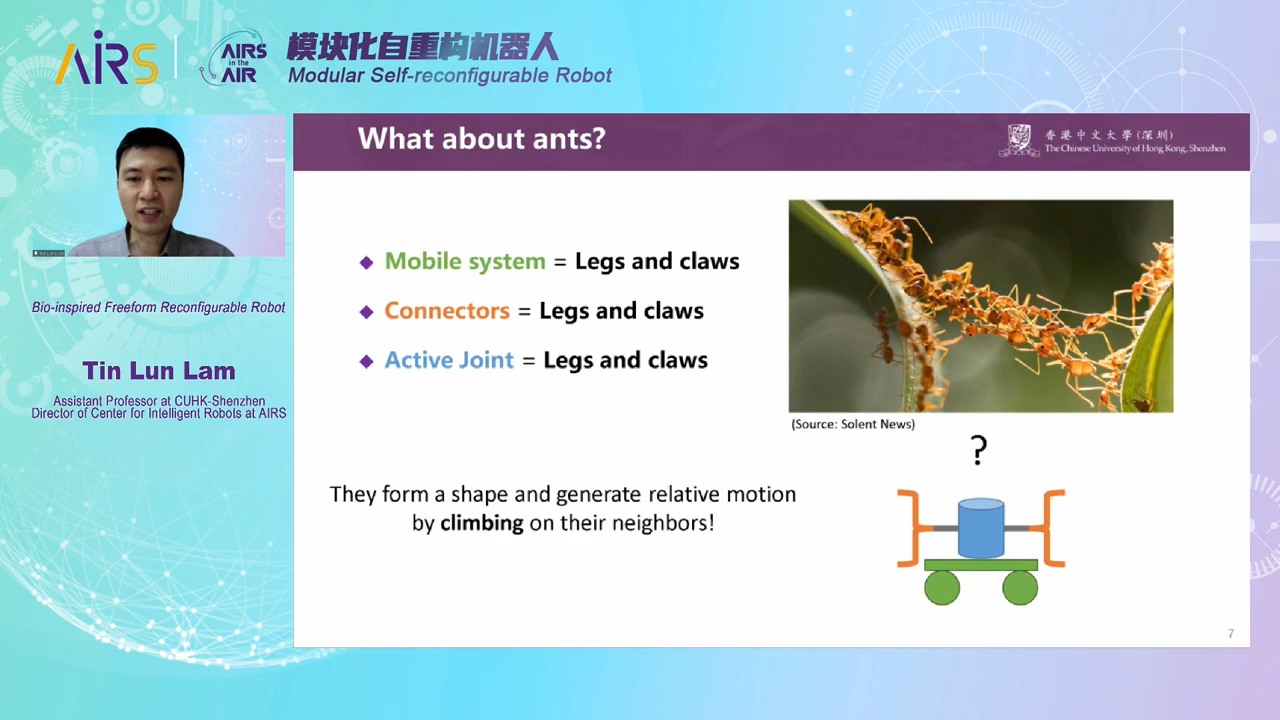 AIRS
AIRS
in the
AIR
模块化自重构机器人
Modular Self-reconfigurable Robot
What about ants?
香港中文大學(深圳)
The Chinese University of Hong Kong, Shenzhen
Mobile system = Legs and claws
Connectors = Legs and claws
Active Joint = Legs and claws
(Source: Solent News)
?
They form a shape and generate relative motion
by climbing on their neighbors!
7
Bio-inspired Freeform Reconfigurable Robot
Tin Lun Lam
Assistant Professor at CUHK-Shenzhen
Director of Center for Intelligent Robots at AIRS